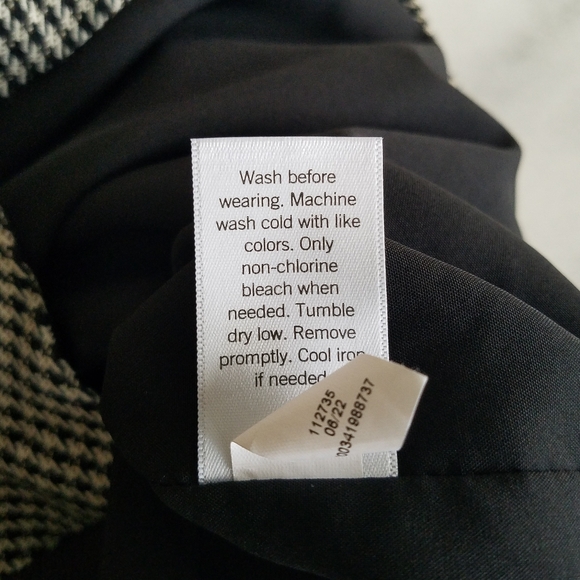 Wash before
wearing. Machine
wash cold with like
colors. Only
non-chlorine
bleach when
needed. Tumble
dry low. Remove
promptly. Cool iron
if needed.
112735
06/22
00341988737